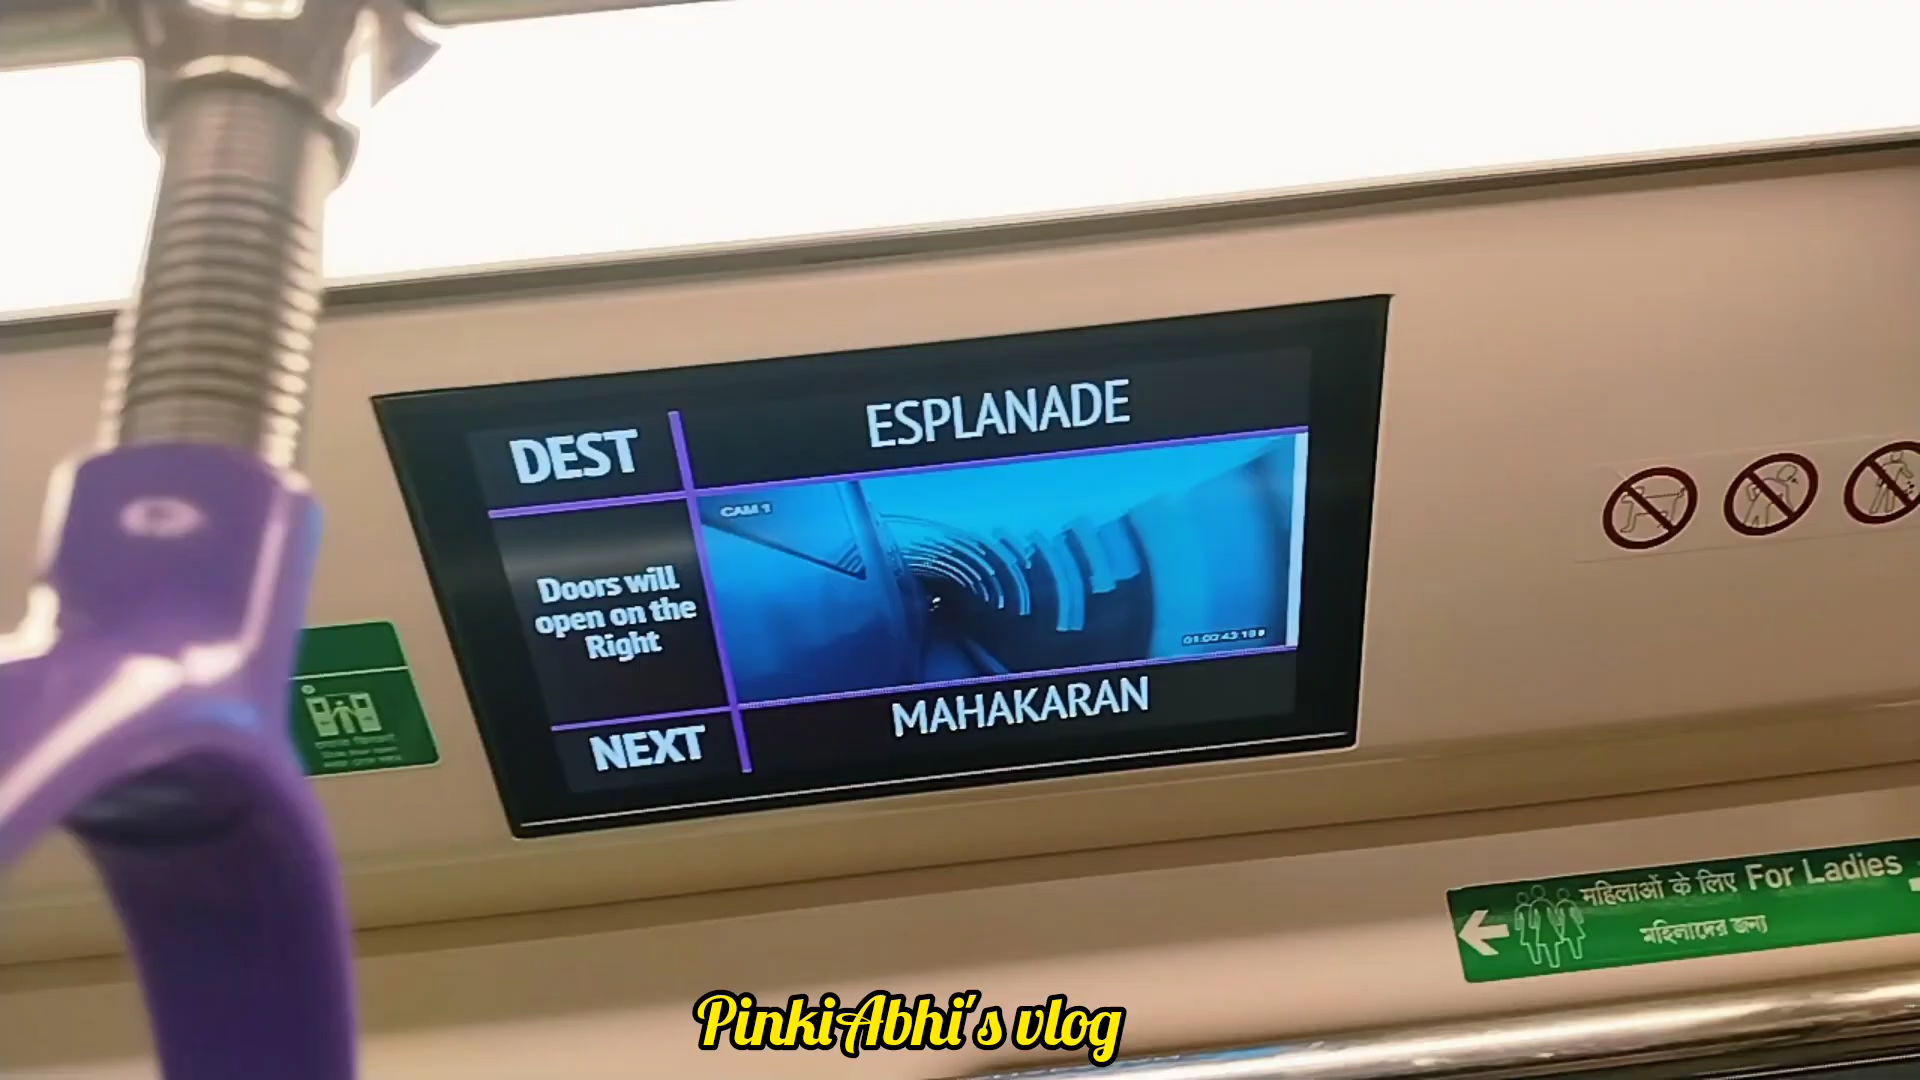 DEST
ESPLANADE
CAM 1
Doors will
open on the
Right
NEXT
MAHAKARAN
महिलाओं के लिए For Ladies
মহিলাদের জন্য
PinkiAbhi's vlog